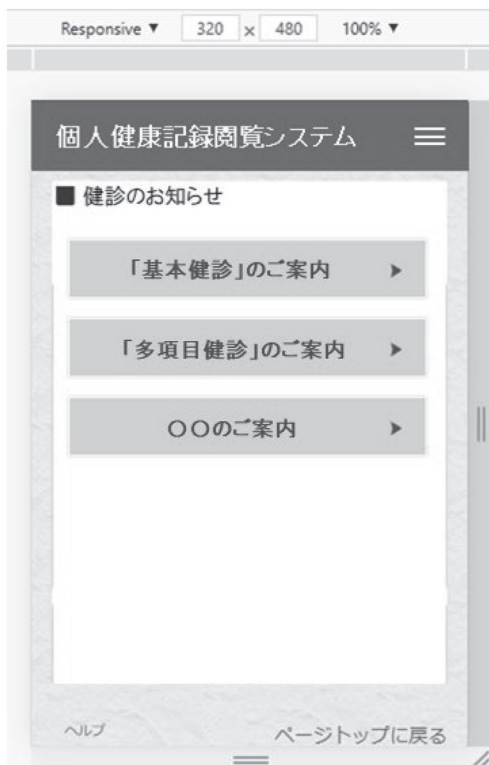 Responsive ▼ 320 x 480 100% ▼
個人健康記録閲覧システム
■ 健診のお知らせ
「基本健診」のご案内
「多項目健診」のご案内
〇〇のご案内
ヘルプ ページトップに戻る